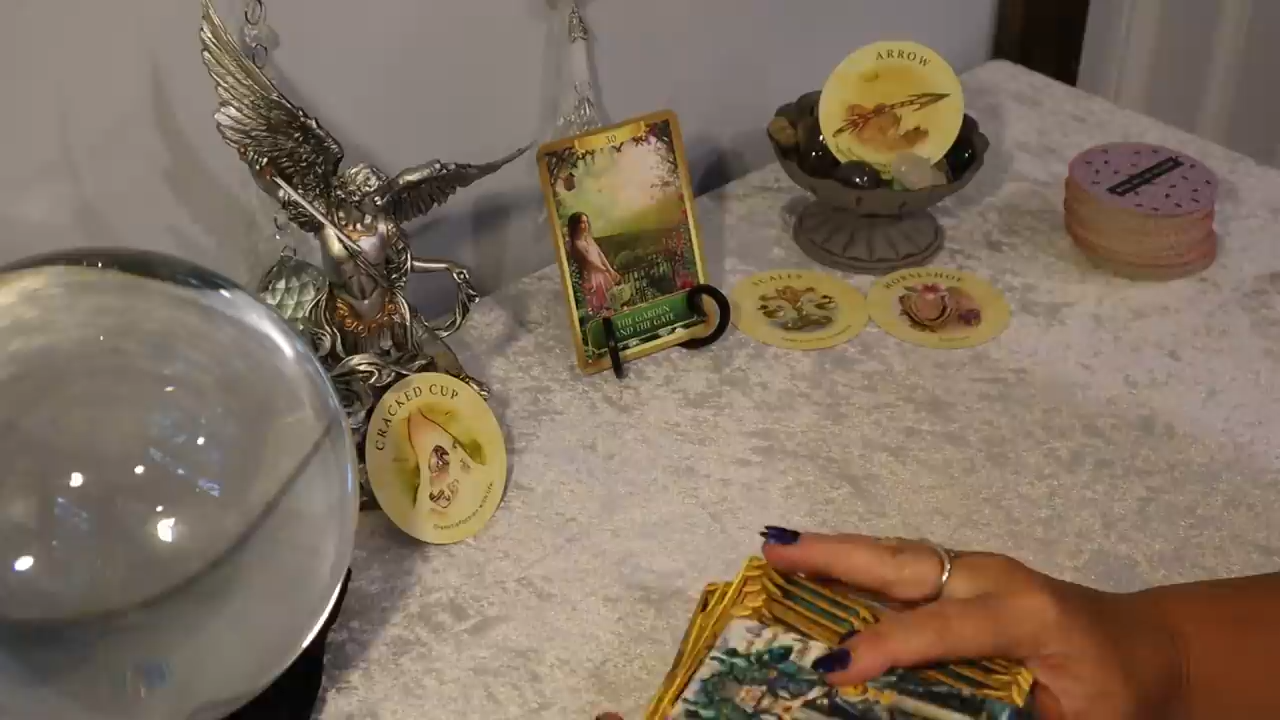 ARROW
30
THE GARDEN
AND THE GATE
SCALES
HORSESHOE
CRACKED CUP